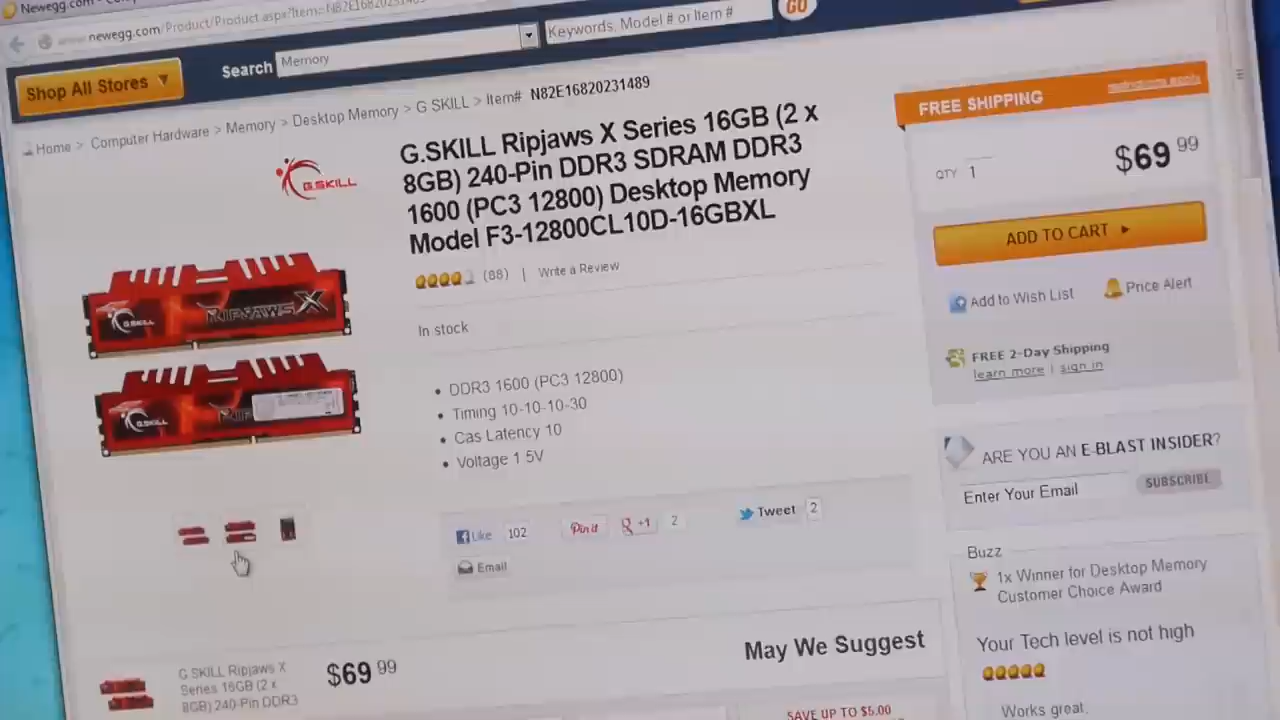 Newegg.com
www.newegg.com/Product/Product.aspx?Item=N82E16820231489
Shop All Stores
Search
Memory
Keywords, Model # or Item #
GO
Home > Computer Hardware > Memory > Desktop Memory > G SKILL > Item# N82E16820231489
G.SKILL
G.SKILL Ripjaws X Series 16GB (2 x
8GB) 240-Pin DDR3 SDRAM DDR3
1600 (PC3 12800) Desktop Memory
Model F3-12800CL10D-16GBXL
(88) | Write a Review
In stock
DDR3 1600 (PC3 12800)
Timing 10-10-10-30
Cas Latency 10
Voltage 1 5V
G.SKILL RIPJAWS X
G.SKILL
Like 102
Pin it
+1 2
Tweet 2
Email
FREE SHIPPING
restrictions apply
QTY 1
$69 99
ADD TO CART
Add to Wish List
Price Alert
FREE 2-Day Shipping
learn more | sign in
ARE YOU AN E-BLAST INSIDER?
Enter Your Email
SUBSCRIBE
Buzz
1x Winner for Desktop Memory
Customer Choice Award
Your Tech level is not high
Works great.
May We Suggest
G SKILL Ripjaws X
Series 16GB (2 x
8GB) 240-Pin DDR3
$69 99
SAVE UP TO $5.00